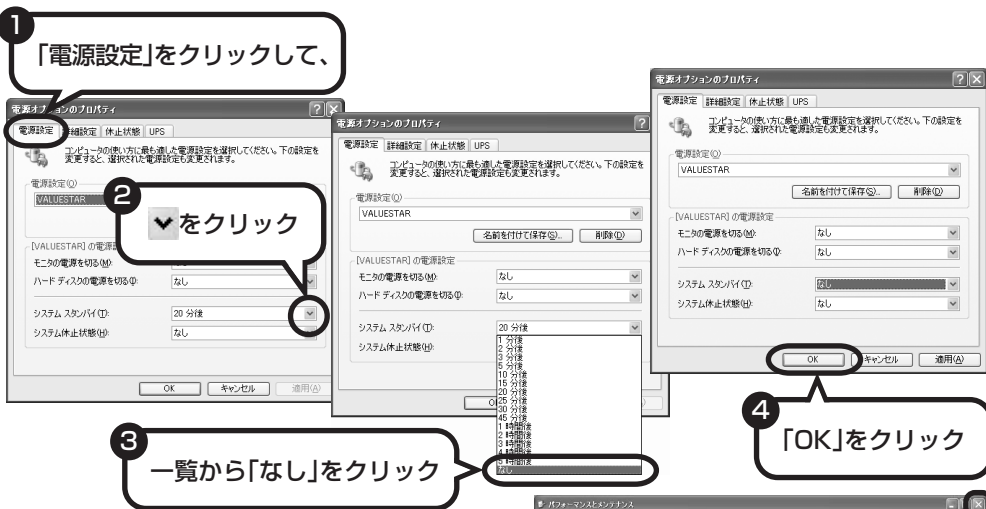 1
「電源設定」をクリックして、
電源オプションのプロパティ
電源設定 詳細設定 休止状態 UPS
コンピュータの使い方に最も適した電源設定を選択してください。下の設定を
変更すると、選択された電源設定も変更されます。
電源設定(O)
VALUESTAR
2
をクリック
[VALUESTAR] の電源設
モニタの電源を切る(M):
ハード ディスクの電源を切る(I): なし
システム スタンバイ(T): 20 分後
システム休止状態(H): なし
OK キャンセル 適用(A)
電源オプションのプロパティ
電源設定 詳細設定 休止状態 UPS
コンピュータの使い方に最も適した電源設定を選択してください。下の設定を
変更すると、選択された電源設定も変更されます。
電源設定(O)
VALUESTAR
名前を付けて保存(S)... 削除(D)
[VALUESTAR] の電源設定
モニタの電源を切る(M): なし
ハード ディスクの電源を切る(I): なし
システム スタンバイ(T): 20 分後
システム休止状態(H):
1 分後
2 分後
3 分後
5 分後
10 分後
15 分後
20 分後
25 分後
30 分後
45 分後
1 時間後
2 時間後
3 時間後
4 時間後
5 時間後
なし
3
一覧から「なし」をクリック
電源オプションのプロパティ
電源設定 詳細設定 休止状態 UPS
コンピュータの使い方に最も適した電源設定を選択してください。下の設定を
変更すると、選択された電源設定も変更されます。
電源設定(O)
VALUESTAR
名前を付けて保存(S)... 削除(D)
[VALUESTAR] の電源設定
モニタの電源を切る(M): なし
ハード ディスクの電源を切る(I): なし
システム スタンバイ(T): なし
システム休止状態(H): なし
OK キャンセル 適用(A)
4
「OK」をクリック
パフォーマンスとメンテナンス